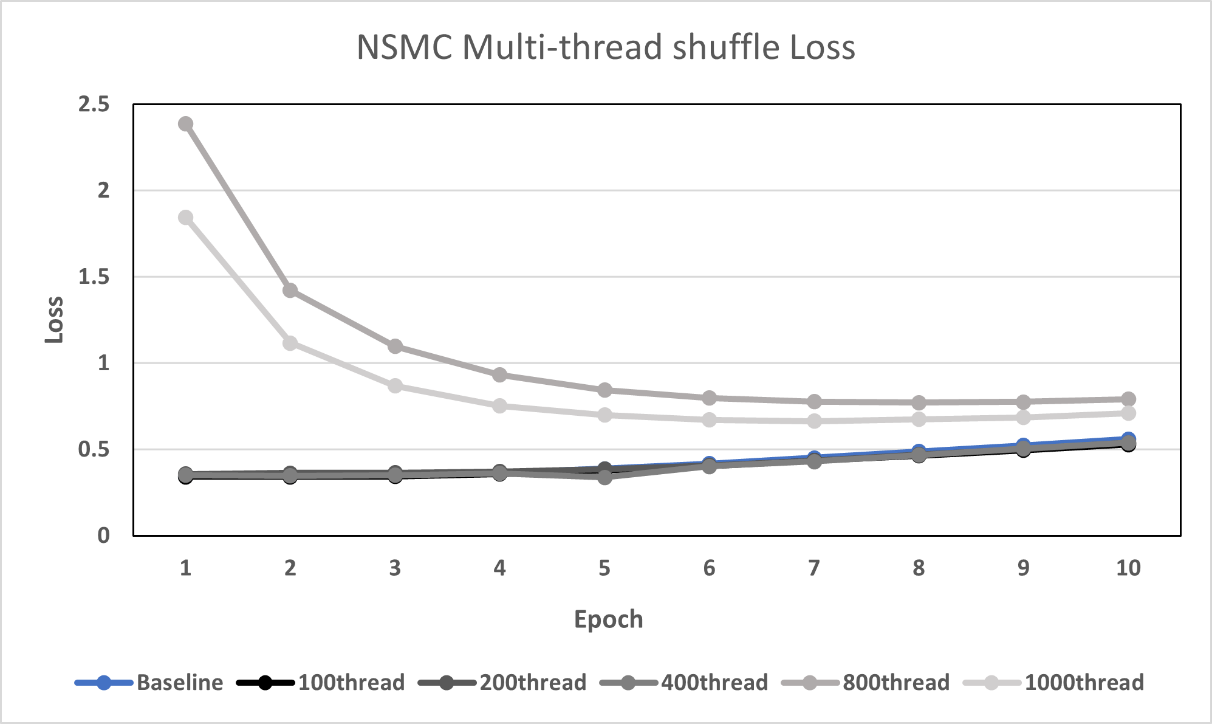 NSMC Multi-thread shuffle Loss
2.5
2
1.5
1
0.5
0
Loss
1 2 3 4 5 6 7 8 9 10
Epoch
Baseline 100thread 200thread 400thread 800thread 1000thread